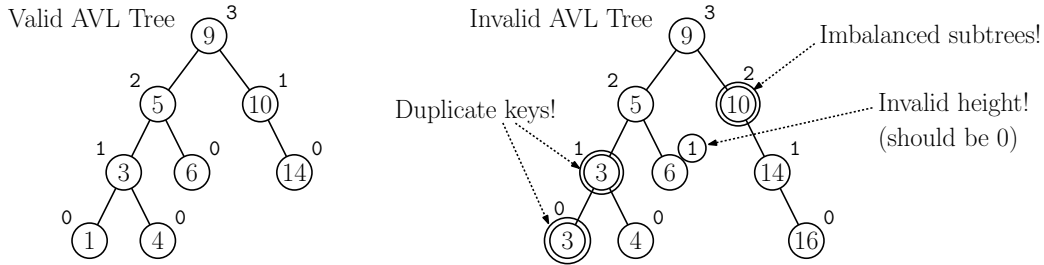 Valid AVL Tree
9 3
5 2
10 1
3 1
6 0
14 0
1 0
4 0
Invalid AVL Tree
9 3
Imbalanced subtrees!
5 2
10 2
Duplicate keys!
Invalid height!
(should be 0)
3 1
6 1
14 1
3 0
4 0
16 0